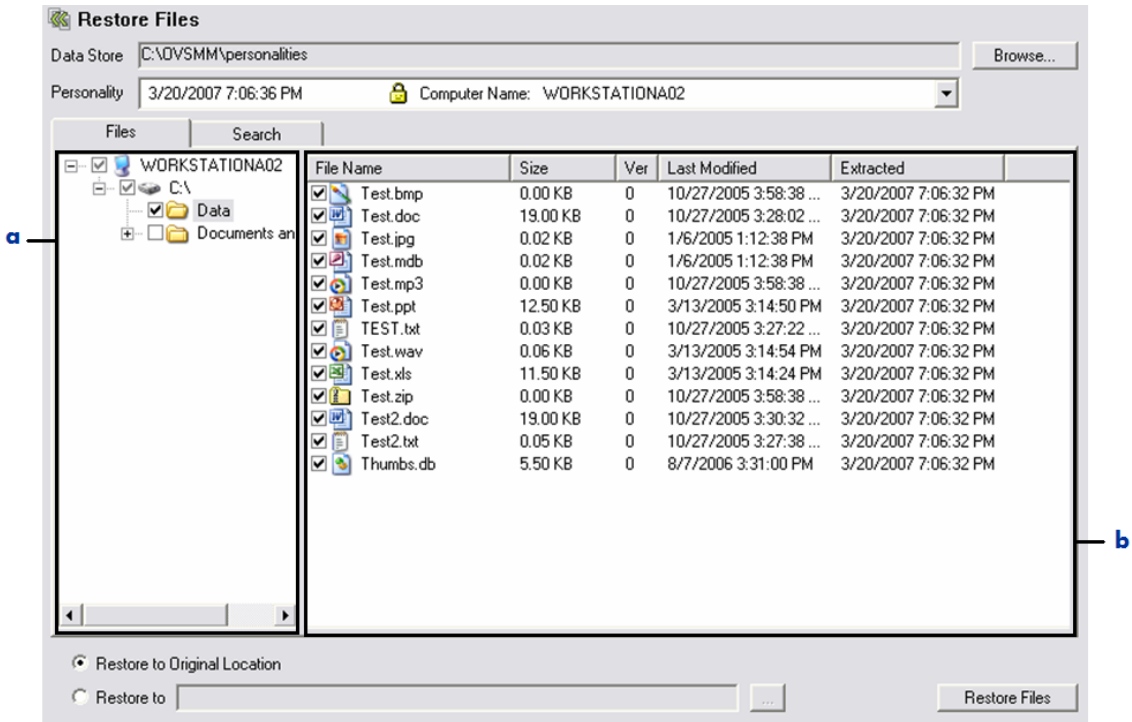 Restore Files
Data Store C:\OVSMM\personalities Browse...
Personality 3/20/2007 7:06:36 PM Computer Name: WORKSTATIONA02
Files Search
WORKSTATIONA02
C:\
Data
Documents an
a
File Name Size Ver Last Modified Extracted
Test.bmp 0.00 KB 0 10/27/2005 3:58:38 ... 3/20/2007 7:06:32 PM
Test.doc 19.00 KB 0 10/27/2005 3:28:02 ... 3/20/2007 7:06:32 PM
Test.jpg 0.02 KB 0 1/6/2005 1:12:38 PM 3/20/2007 7:06:32 PM
Test.mdb 0.02 KB 0 1/6/2005 1:12:38 PM 3/20/2007 7:06:32 PM
Test.mp3 0.00 KB 0 10/27/2005 3:58:38 ... 3/20/2007 7:06:32 PM
Test.ppt 12.50 KB 0 3/13/2005 3:14:50 PM 3/20/2007 7:06:32 PM
TEST.txt 0.03 KB 0 10/27/2005 3:27:22 ... 3/20/2007 7:06:32 PM
Test.wav 0.06 KB 0 3/13/2005 3:14:54 PM 3/20/2007 7:06:32 PM
Test.xls 11.50 KB 0 3/13/2005 3:14:24 PM 3/20/2007 7:06:32 PM
Test.zip 0.00 KB 0 10/27/2005 3:58:38 ... 3/20/2007 7:06:32 PM
Test2.doc 19.00 KB 0 10/27/2005 3:30:32 ... 3/20/2007 7:06:32 PM
Test2.txt 0.05 KB 0 10/27/2005 3:27:38 ... 3/20/2007 7:06:32 PM
Thumbs.db 5.50 KB 0 8/7/2006 3:31:00 PM 3/20/2007 7:06:32 PM
b
Restore to Original Location
Restore to ... Restore Files